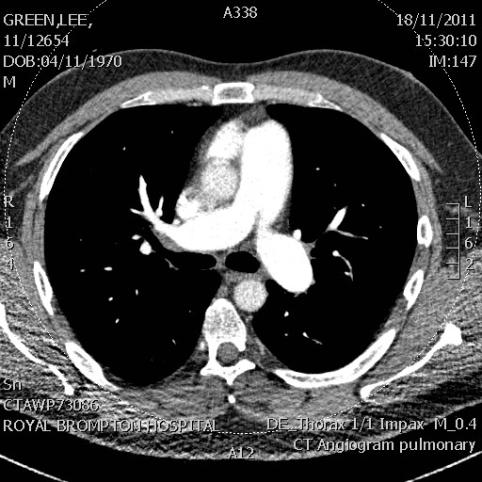 GREEN,LEE,
11/12654
DOB:04/11/1970
M
A338
18/11/2011
15:30:10
IM:147
R
1
6
4
L
1
6
2
Sn
CTAWP73086
ROYAL BROMPTON HOSPITAL
A12
DE_Thorax 1/1 Impax M_0.4
CT Angiogram pulmonary